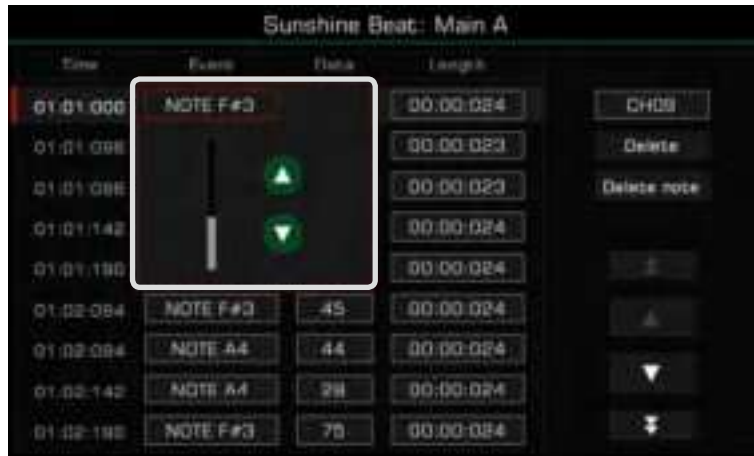 Sunshine Beat: Main A
Time Event Data Length
01:01:000 NOTE F#3 00:00:024 CH09
01:01:096 00:00:023 Delete
01:01:096 00:00:023 Delete note
01:01:142 00:00:024
01:01:190 00:00:024
01:02:094 NOTE F#3 45 00:00:024
01:02:094 NOTE A4 44 00:00:024
01:02:142 NOTE A4 00:00:024
01:02:190 NOTE F#3 75 00:00:024